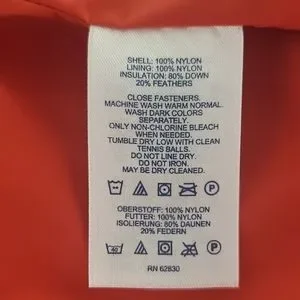 SHELL: 100% NYLON
LINING: 100% NYLON
INSULATION: 80% DOWN
20% FEATHERS
CLOSE FASTENERS.
MACHINE WASH WARM NORMAL.
WASH DARK COLORS
SEPARATELY.
ONLY NON-CHLORINE BLEACH
WHEN NEEDED.
TUMBLE DRY LOW WITH CLEAN
TENNIS BALLS.
DO NOT LINE DRY.
DO NOT IRON.
MAY BE DRY CLEANED.
P
OBERSTOFF: 100% NYLON
FUTTER: 100% NYLON
ISOLIERUNG: 80% DAUNEN
20% FEDERN
40 P
RN 62830